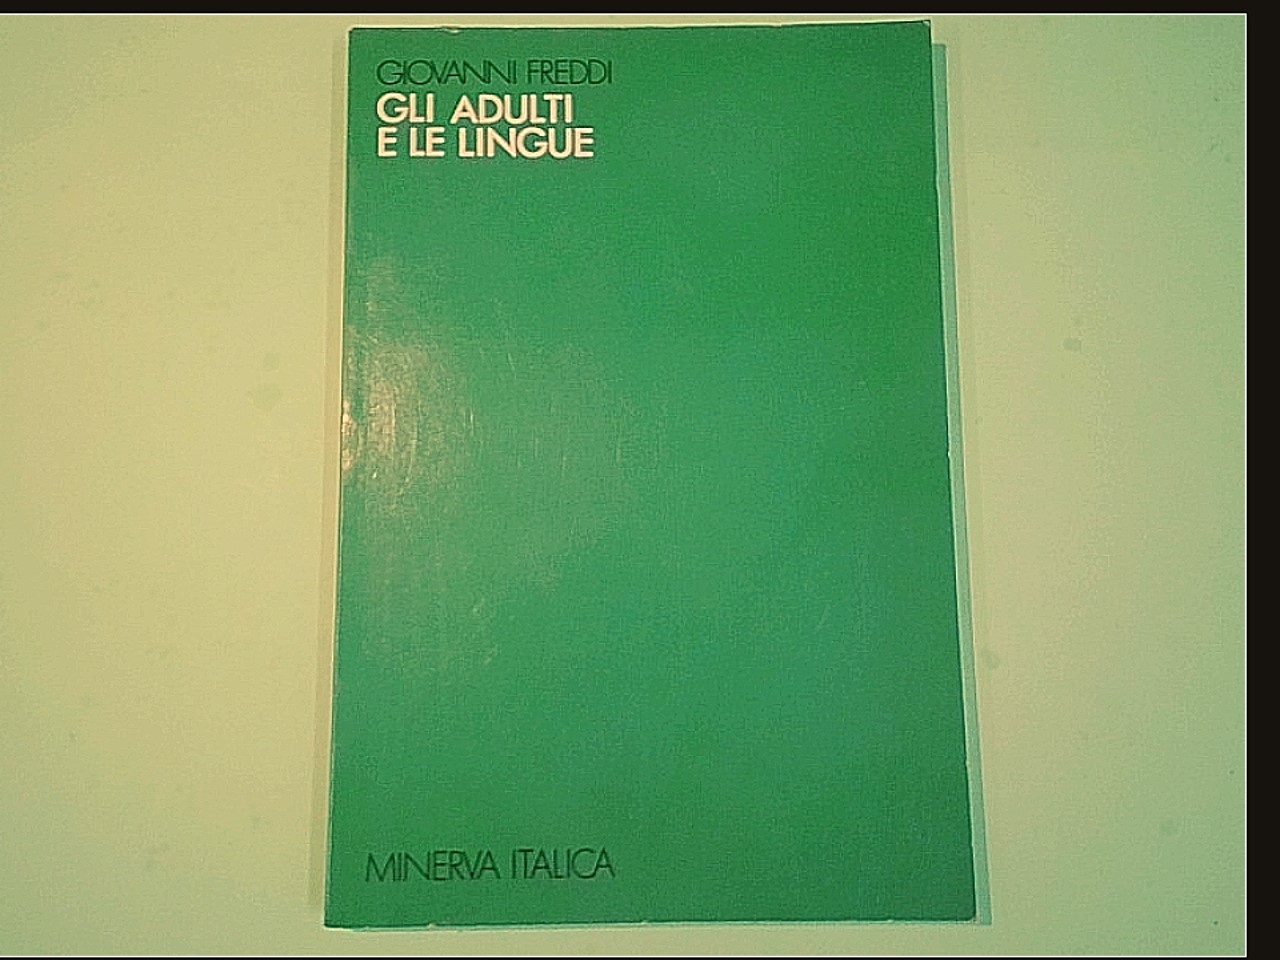 GIOVANNI FREDDI
GLI ADULTI
E LE LINGUE
MINERVA ITALICA